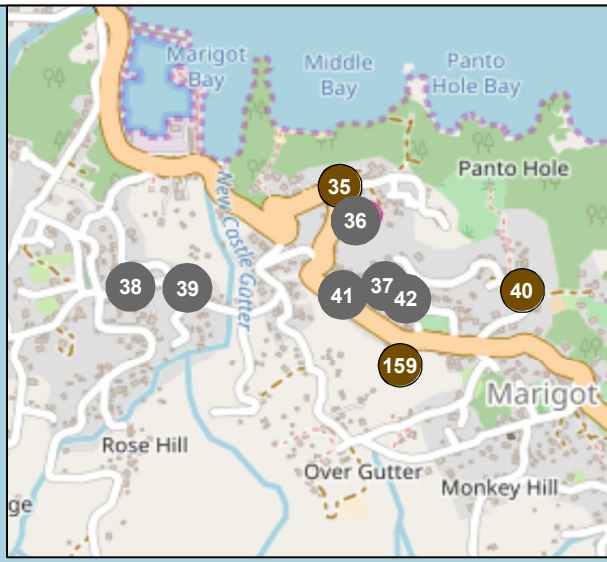 Marigot
Bay
Middle
Bay
Panto
Hole Bay
Panto Hole
35
36
New Castle Gutter
38
39
41
37
42
40
159
Marigot
Rose Hill
Over Gutter
Monkey Hill
ge